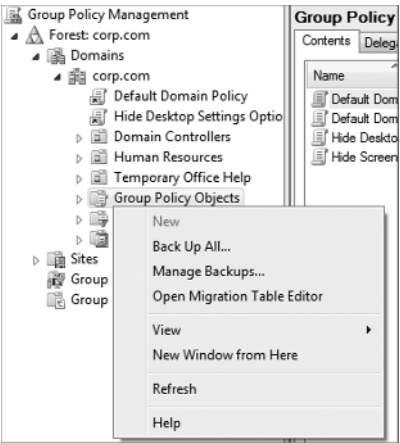 Group Policy Management
Forest: corp.com
Domains
corp.com
Default Domain Policy
Hide Desktop Settings Optio
Domain Controllers
Human Resources
Temporary Office Help
Group Policy Objects
Sites
Group
Group
New
Back Up All...
Manage Backups...
Open Migration Table Editor
View
New Window from Here
Refresh
Help
Group Policy
Contents Delega
Name
Default Dom
Default Dom
Hide Deskto
Hide Screen